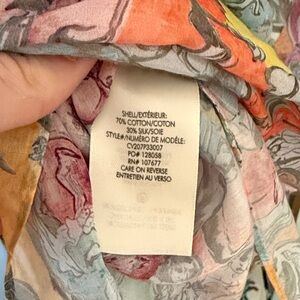 SHELL/EXTÉRIEUR:
70% COTTON/COTON
30% SILK/SOIE
STYLE#/NUMÉRO DE MODÈLE:
CV207933007
PO# 128058
RN# 107677
CARE ON REVERSE
ENTRETIEN AU VERSO